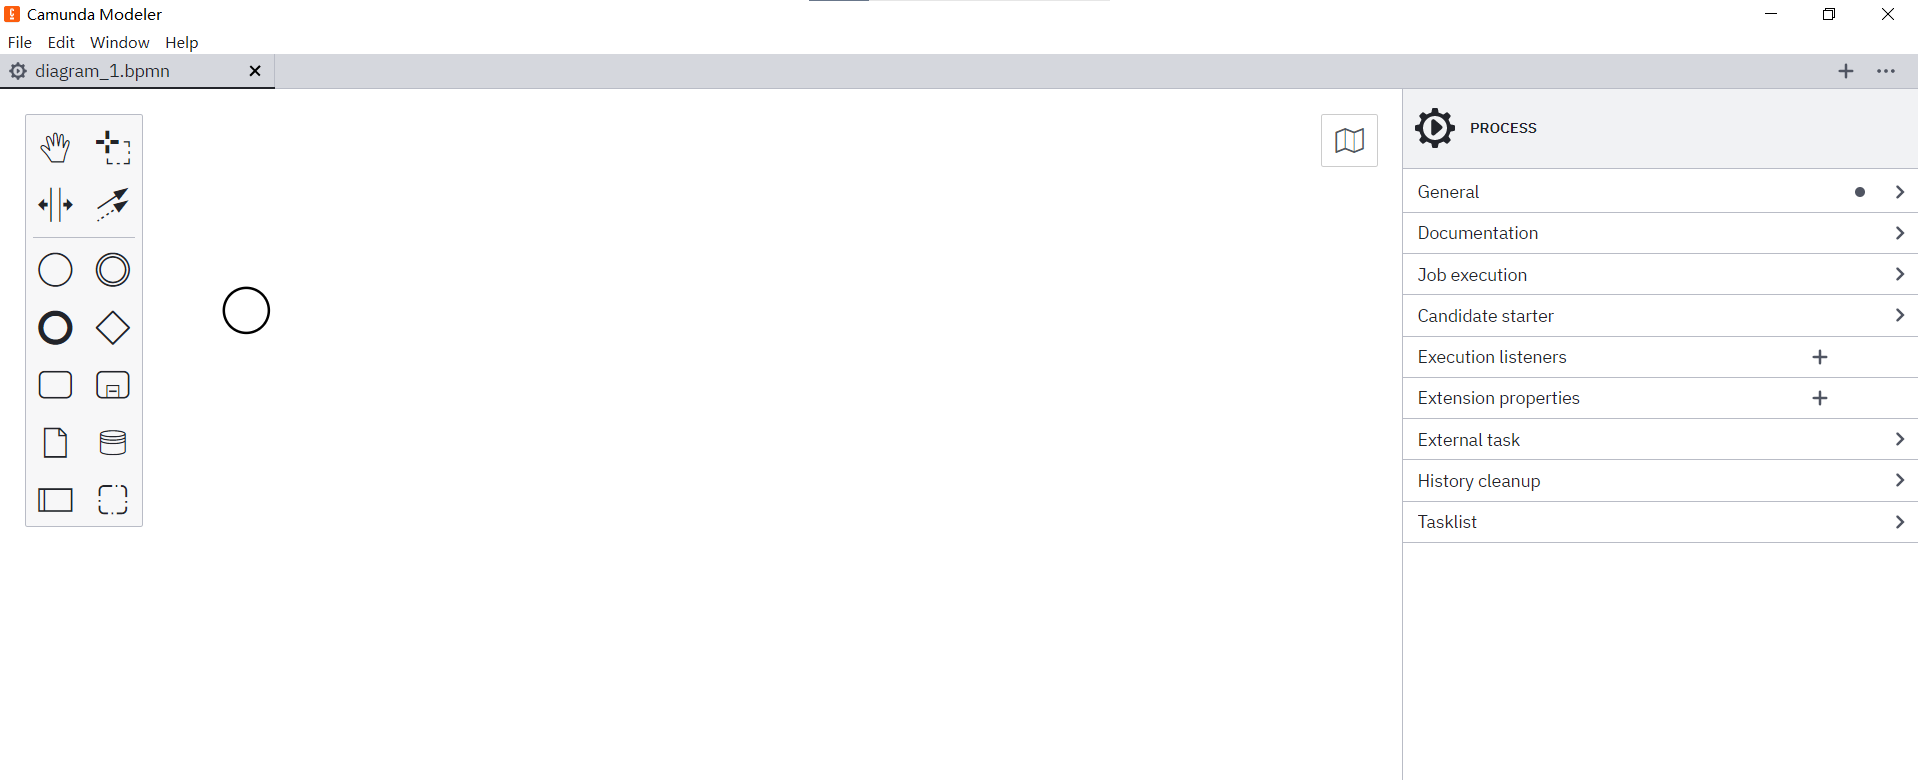 Camunda Modeler
File Edit Window Help
diagram_1.bpmn
PROCESS
General
Documentation
Job execution
Candidate starter
Execution listeners
Extension properties
External task
History cleanup
Tasklist